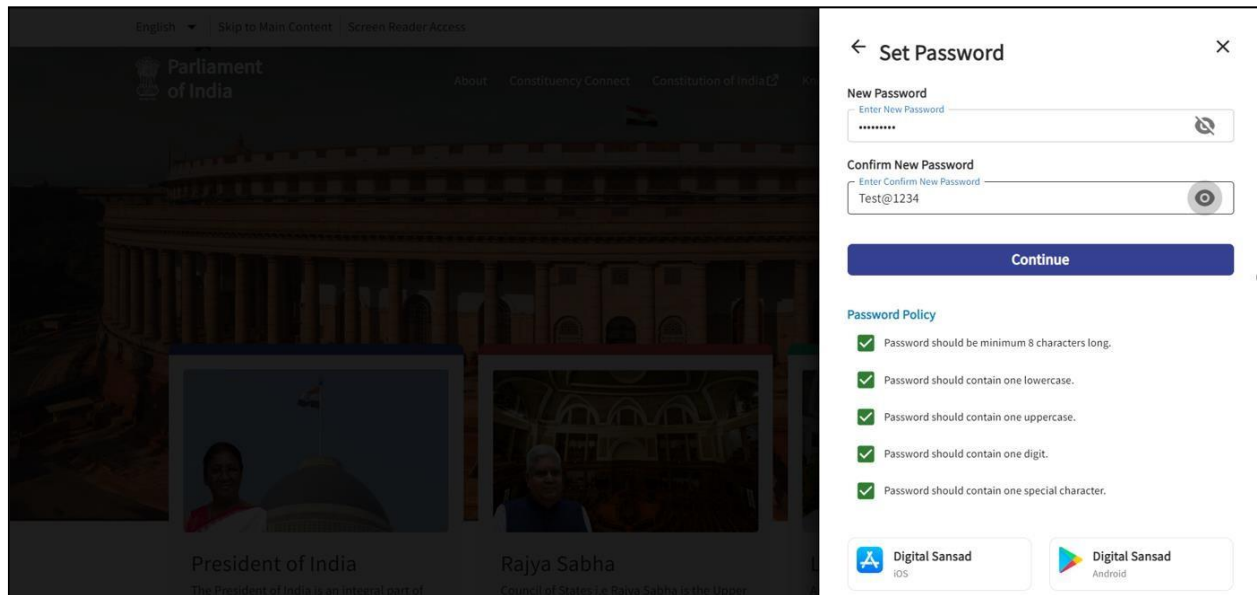 English
Skip to Main Content
Screen Reader Access
Parliament
of India
About
Constituency Connect
Constitution of India
President of India
The President of India is an integral part of
Rajya Sabha
Council of States i.e Rajya Sabha is the Upper
Set Password
New Password
Enter New Password
•••••••••
Confirm New Password
Enter Confirm New Password
Test@1234
Continue
Password Policy
Password should be minimum 8 characters long.
Password should contain one lowercase.
Password should contain one uppercase.
Password should contain one digit.
Password should contain one special character.
Digital Sansad
iOS
Digital Sansad
Android